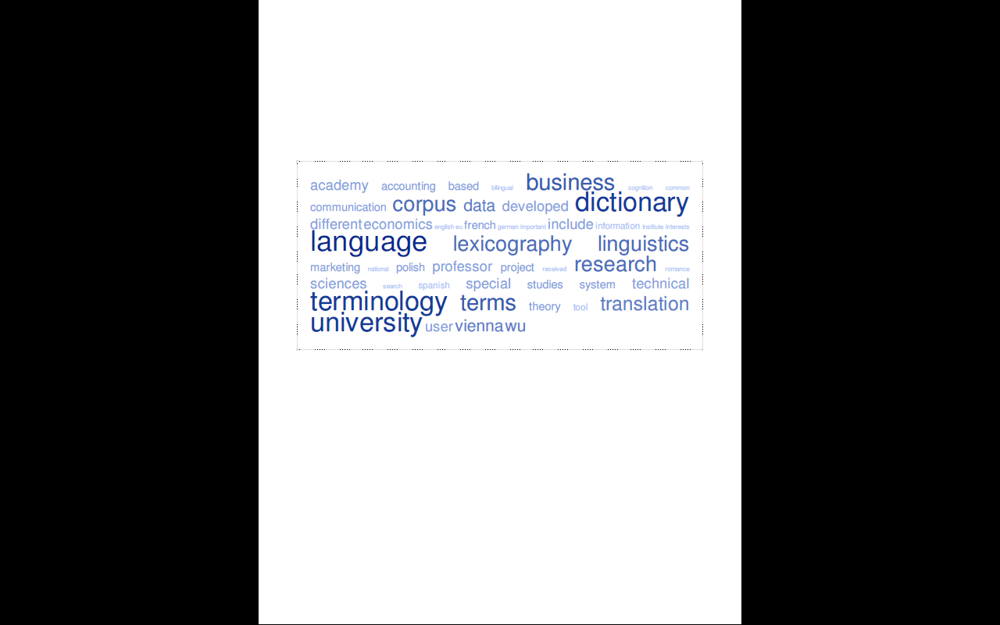 academy accounting based bilingual business cognition common
communication corpus data developed dictionary
different economics english eu french german important include information institute interests
language lexicography linguistics
marketing national polish professor project received research romance
sciences search spanish special studies system technical
terminology terms theory tool translation
university user vienna wu